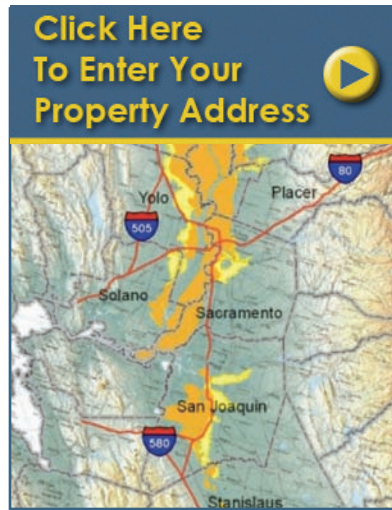 Click Here
To Enter Your
Property Address
80
Placer
Yolo
505
Solano
Sacramento
San Joaquin
580
Stanislaus